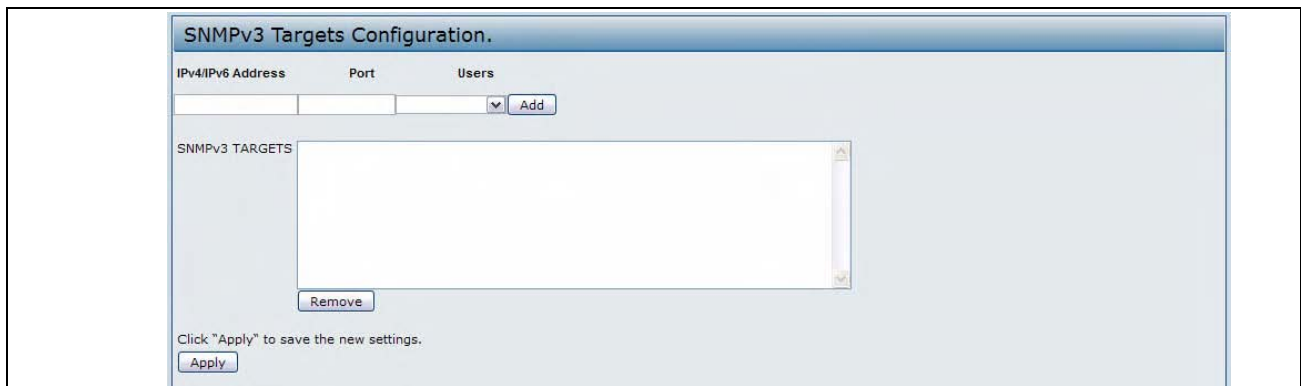 SNMPv3 Targets Configuration.
IPv4/IPv6 Address Port Users
Add
SNMPv3 TARGETS
Remove
Click "Apply" to save the new settings.
Apply